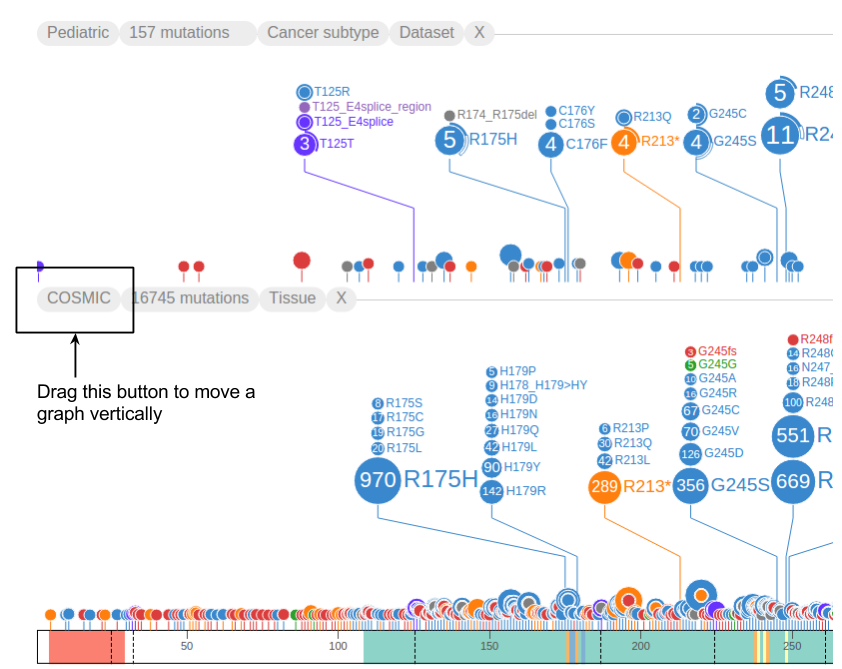 Pediatric 157 mutations Cancer subtype Dataset X
T125R
T125_E4splice_region
T125_E4splice
3 T125T
R174_R175del
5 R175H
C176Y
C176S
4 C176F
R213Q
4 R213*
2 G245C
4 G245S
5 R248
11 R24
COSMIC 16745 mutations Tissue X
Drag this button to move a
graph vertically
8 R175S
17 R175C
19 R175G
20 R175L
970 R175H
5 H179P
9 H178_H179>HY
14 H179D
16 H179N
27 H179Q
42 H179L
90 H179Y
142 H179R
6 R213P
30 R213Q
42 R213L
289 R213*
3 G245fs
5 G245G
10 G245A
16 G245R
67 G245C
70 G245V
126 G245D
356 G245S
R248f
14 R248
16 N247_
18 R248
100 R248
551 R
669 R
50 100 150 200 250